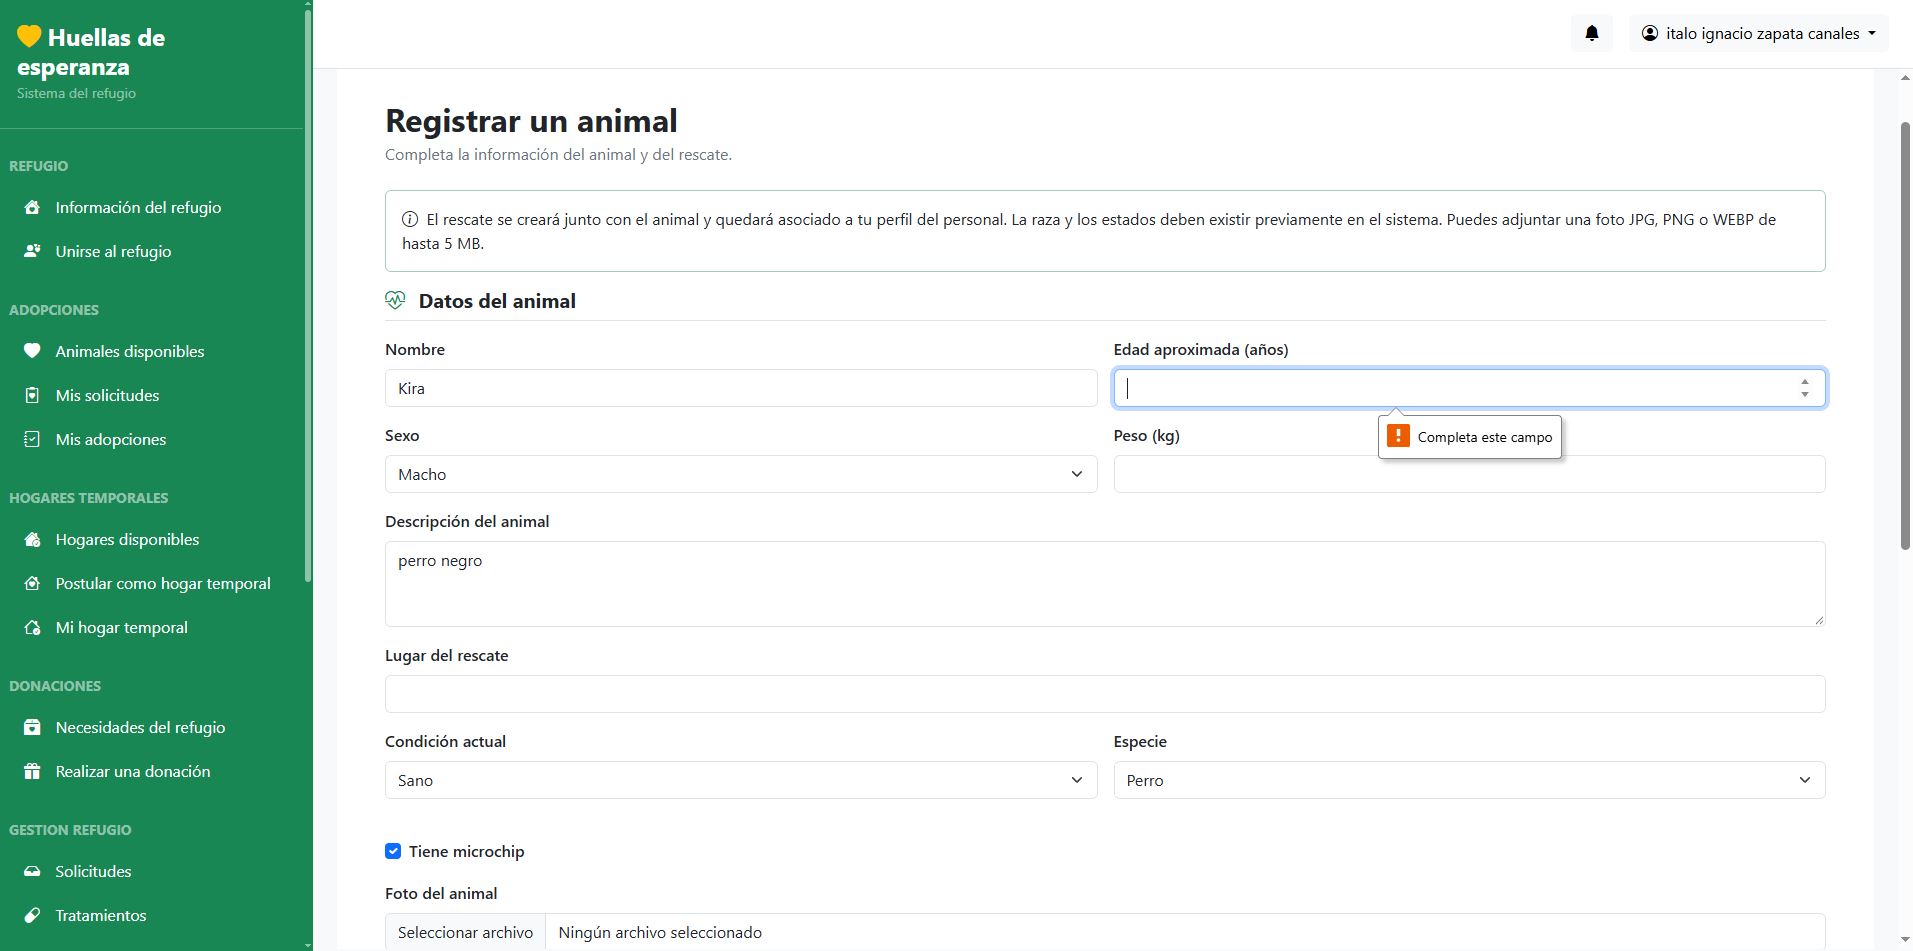 Huellas de
esperanza
Sistema del refugio
REFUGIO
Información del refugio
Unirse al refugio
ADOPCIONES
Animales disponibles
Mis solicitudes
Mis adopciones
HOGARES TEMPORALES
Hogares disponibles
Postular como hogar temporal
Mi hogar temporal
DONACIONES
Necesidades del refugio
Realizar una donación
GESTION REFUGIO
Solicitudes
Tratamientos
italo ignacio zapata canales
Registrar un animal
Completa la información del animal y del rescate.
El rescate se creará junto con el animal y quedará asociado a tu perfil del personal. La raza y los estados deben existir previamente en el sistema. Puedes adjuntar una foto JPG, PNG o WEBP de
hasta 5 MB.
Datos del animal
Nombre
Kira
Edad aproximada (años)
Completa este campo
Sexo
Macho
Peso (kg)
Descripción del animal
perro negro
Lugar del rescate
Condición actual
Sano
Especie
Perro
Tiene microchip
Foto del animal
Seleccionar archivo
Ningún archivo seleccionado